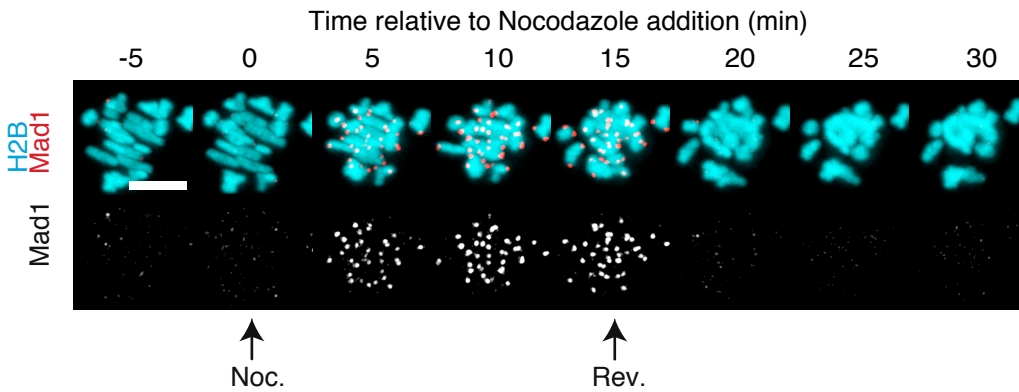 Time relative to Nocodazole addition (min)
-5 0 5 10 15 20 25 30
H2B
Mad1
Mad1
Noc. Rev.